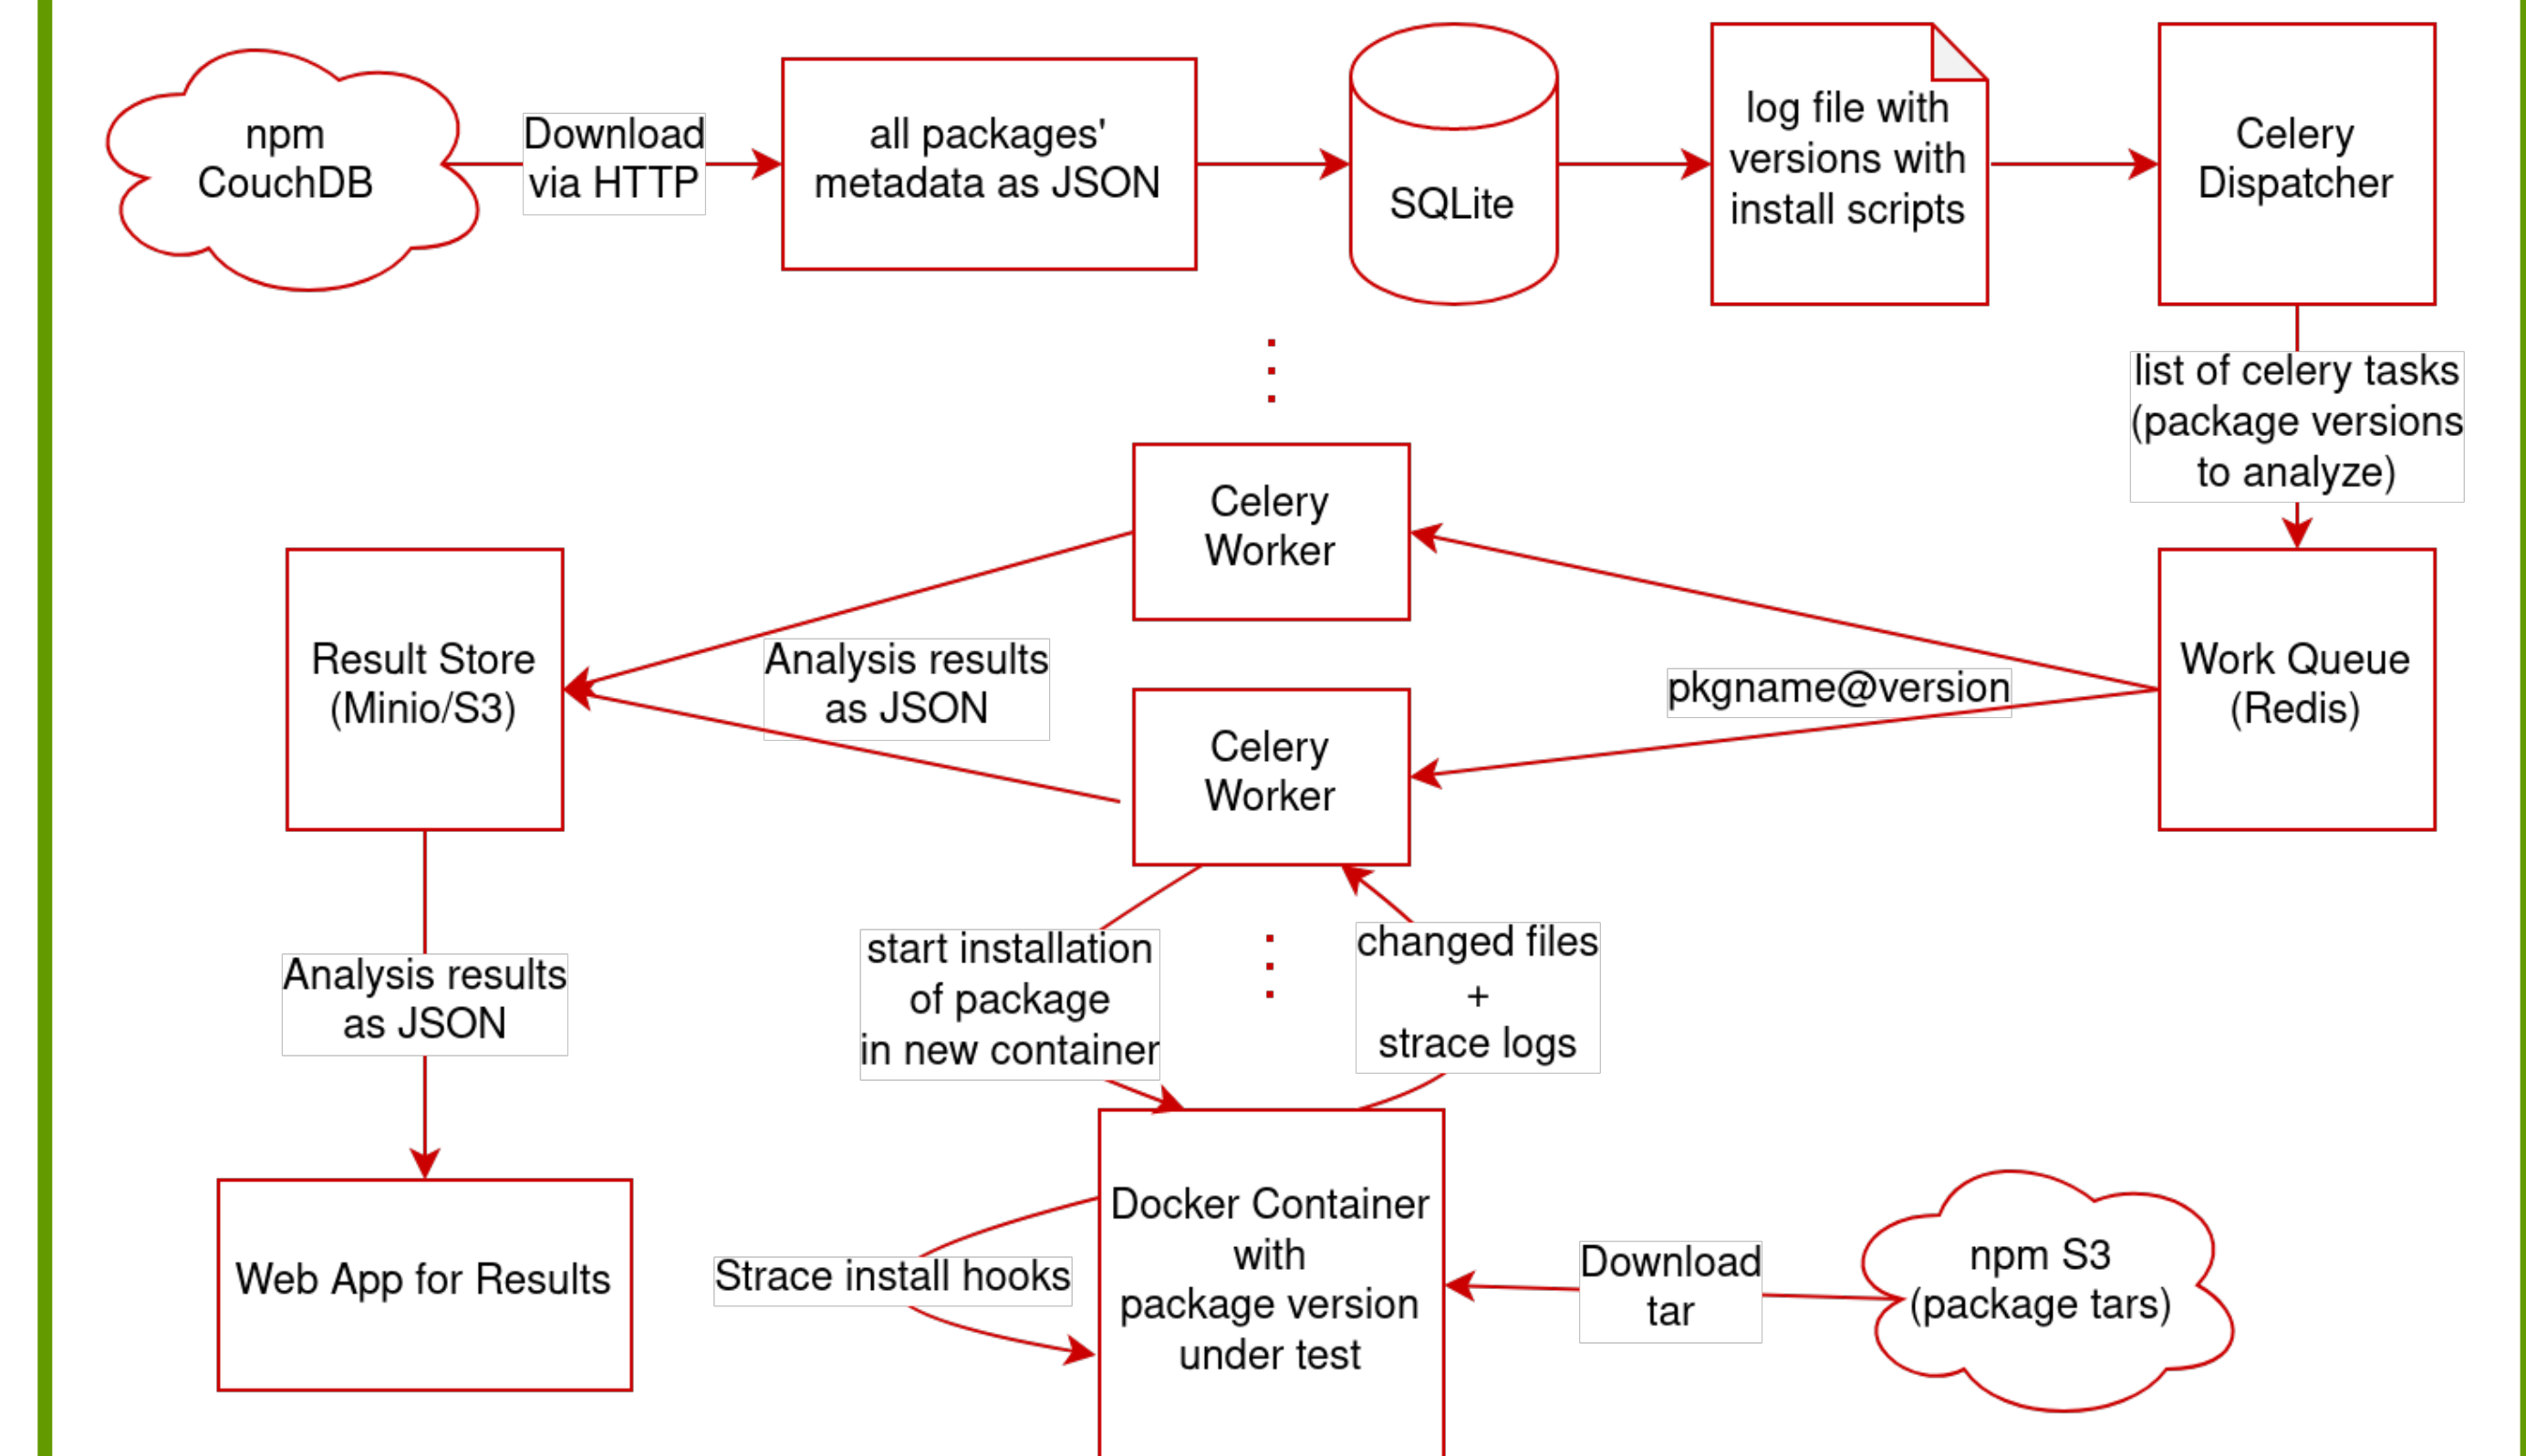 npm
CouchDB
Download
via HTTP
all packages'
metadata as JSON
SQLite
log file with
versions with
install scripts
Celery
Dispatcher
list of celery tasks
(package versions
to analyze)
Celery
Worker
Result Store
(Minio/S3)
Analysis results
as JSON
pkgname@version
Work Queue
(Redis)
Celery
Worker
Analysis results
as JSON
start installation
of package
in new container
changed files
+
strace logs
Web App for Results
Strace install hooks
Docker Container
with
package version
under test
Download
tar
npm S3
(package tars)